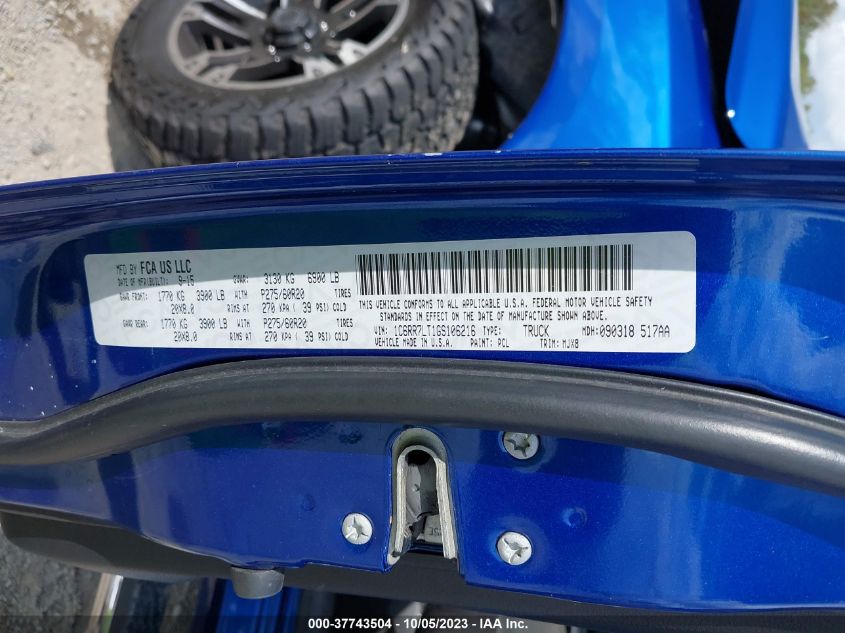 MFD BY FCA US LLC
DATE OF MFR(BUILT): 9-15 GVWR: 3130 KG 6900 LB
GAWR FRONT: 1770 KG 3900 LB WITH P275/60R20 TIRES
20X8.0 RIMS AT 270 KPA ( 39 PSI) COLD
GAWR REAR: 1770 KG 3900 LB WITH P275/60R20 TIRES
20X8.0 RIMS AT 270 KPA ( 39 PSI) COLD
THIS VEHICLE CONFORMS TO ALL APPLICABLE U.S.A. FEDERAL MOTOR VEHICLE SAFETY
STANDARDS IN EFFECT ON THE DATE OF MANUFACTURE SHOWN ABOVE.
VIN: 1C6RR7LT1GS106216 TYPE: TRUCK MDH: 090318 517AA
VEHICLE MADE IN U.S.A. PAINT: PCL TRIM: MJX8
000-37743504 - 10/05/2023 - IAA Inc.